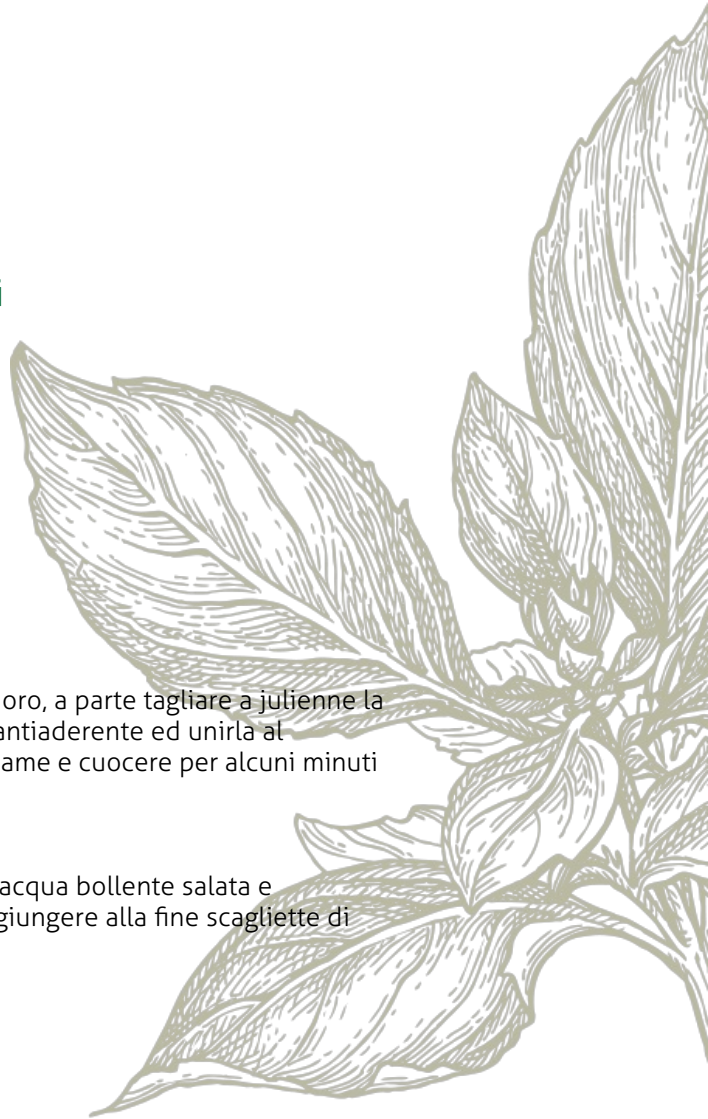 i
oro, a parte tagliare a julienne la
antiaderente ed unirla al
ame e cuocere per alcuni minuti
acqua bollente salata e
giungere alla fine scagliette di